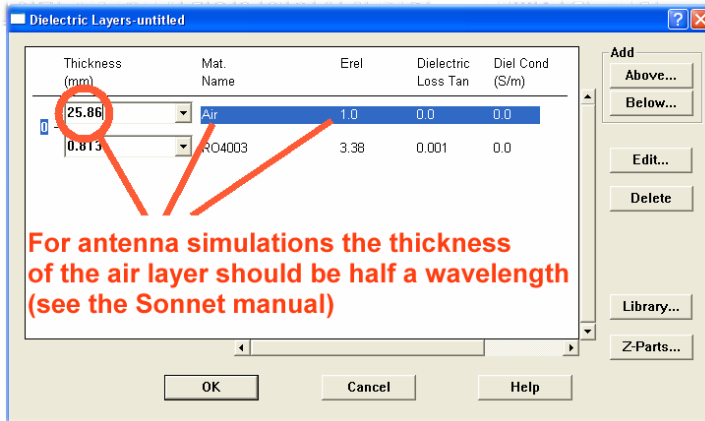 Dielectric Layers-untitled
Thickness Mat. Erel Dielectric Diel Cond
(mm) Name Loss Tan (S/m)
25.86 Air 1.0 0.0 0.0
0
0.813 RO4003 3.38 0.001 0.0
For antenna simulations the thickness
of the air layer should be half a wavelength
(see the Sonnet manual)
Add
Above...
Below...
Edit...
Delete
Library...
Z-Parts...
OK Cancel Help